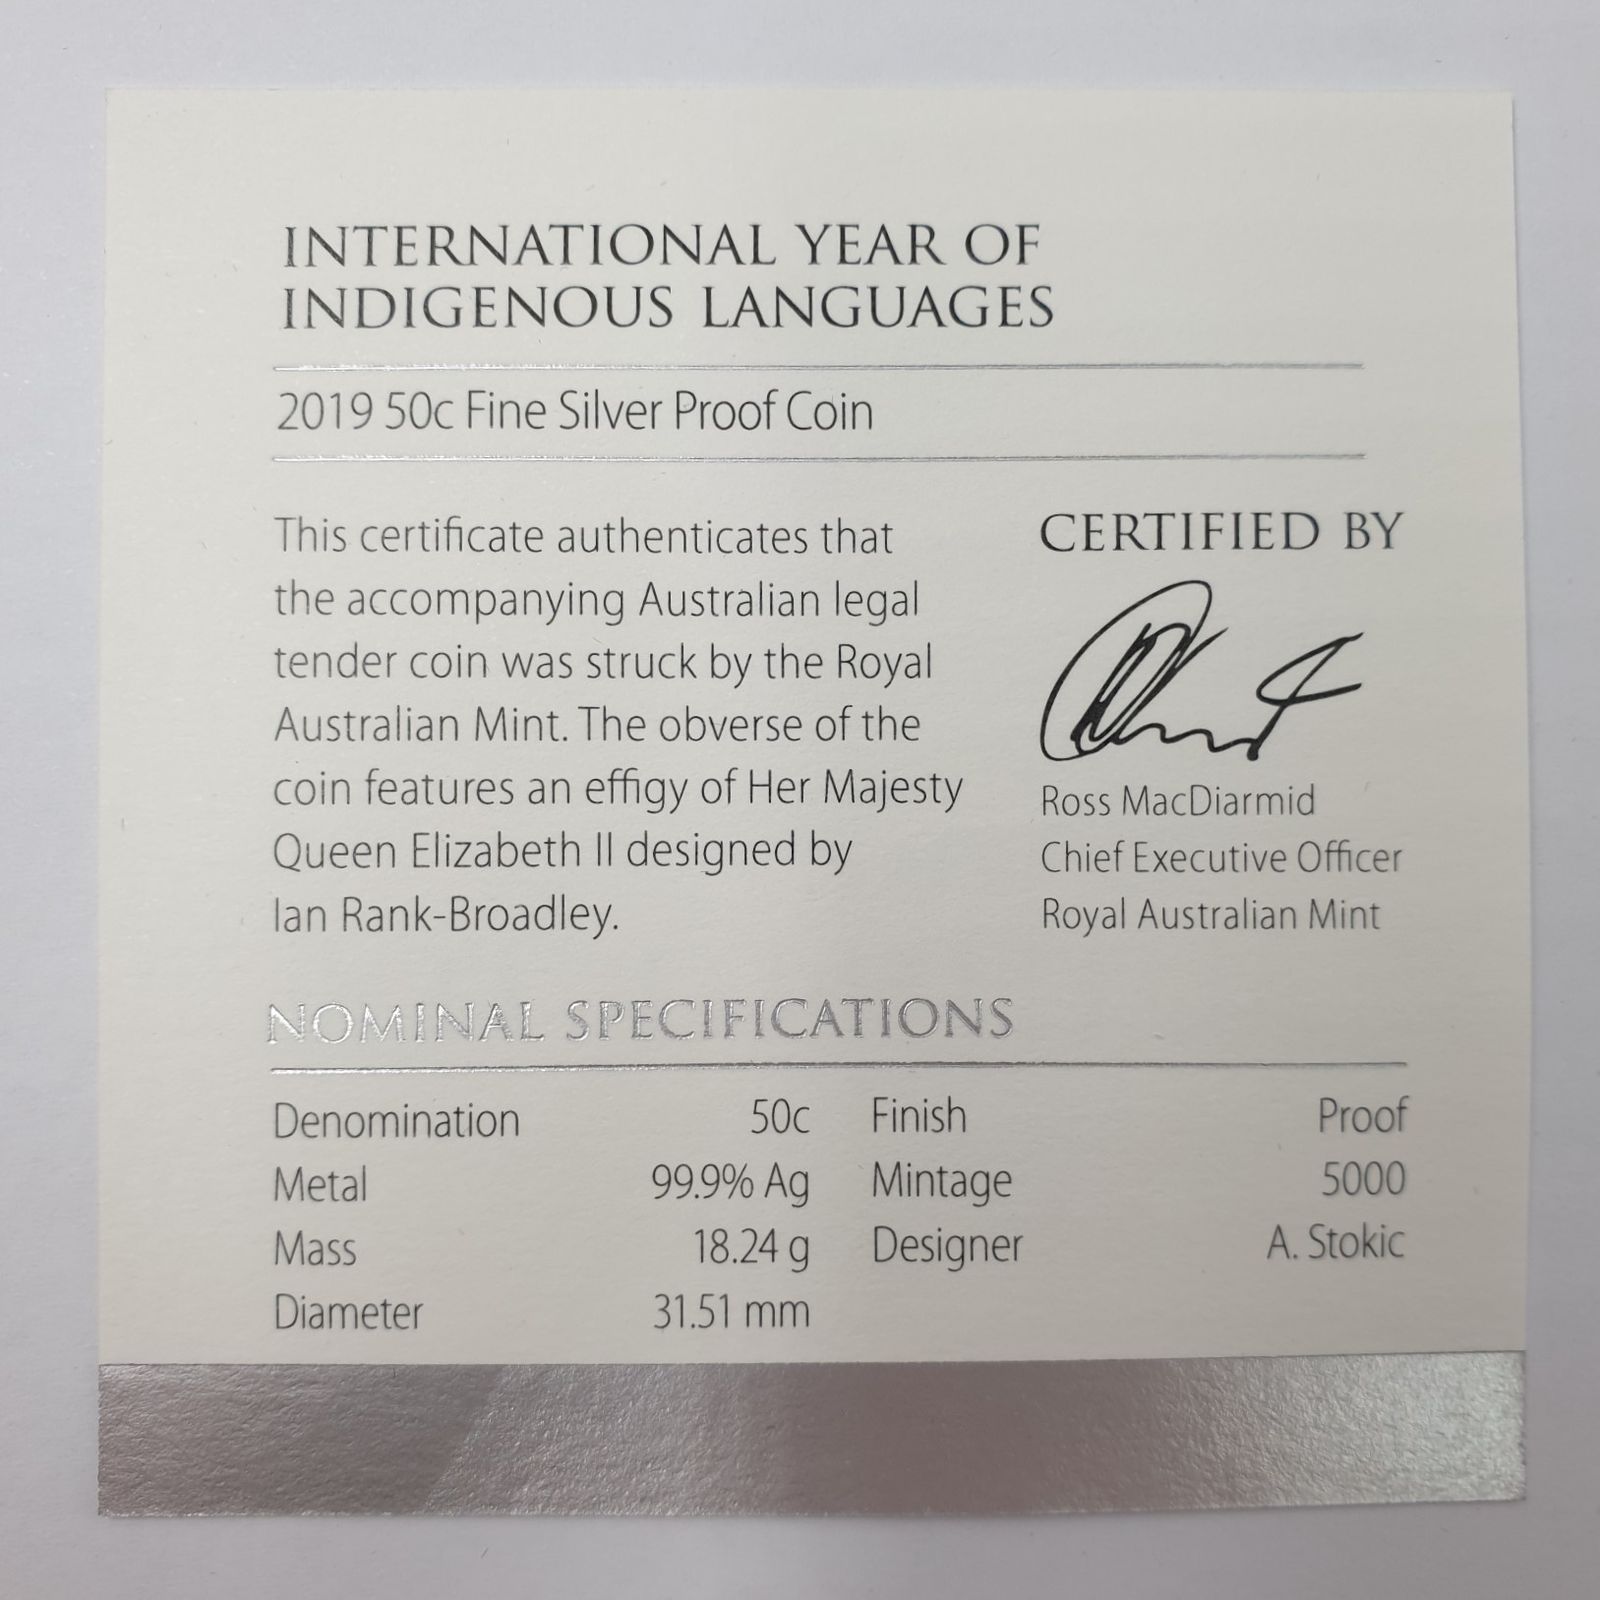 INTERNATIONAL YEAR OF
INDIGENOUS LANGUAGES
2019 50c Fine Silver Proof Coin
This certificate authenticates that
the accompanying Australian legal
tender coin was struck by the Royal
Australian Mint. The obverse of the
coin features an effigy of Her Majesty
Queen Elizabeth II designed by
Ian Rank-Broadley.
CERTIFIED BY
Ross MacDiarmid
Chief Executive Officer
Royal Australian Mint
NOMINAL SPECIFICATIONS
Denomination 50c Finish Proof
Metal 99.9% Ag Mintage 5000
Mass 18.24 g Designer A. Stokic
Diameter 31.51 mm